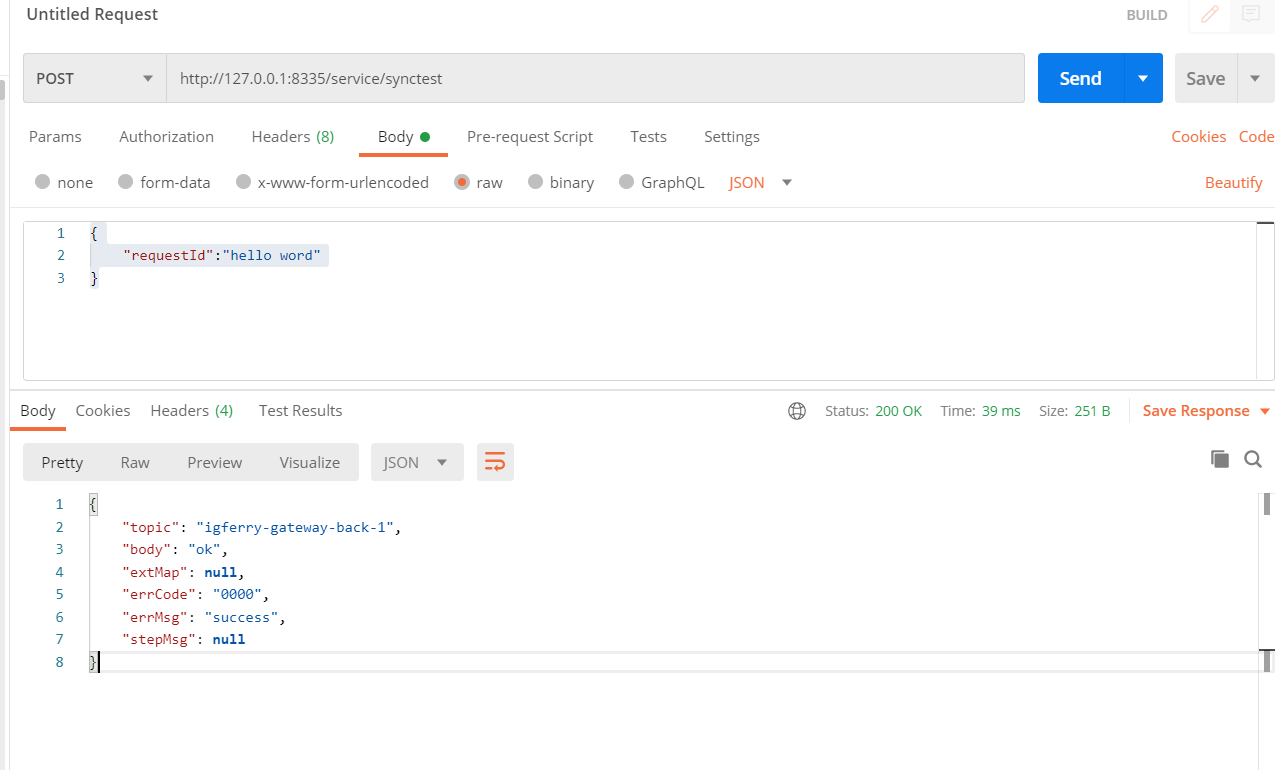 Untitled Request BUILD
POST http://127.0.0.1:8335/service/synctest Send Save
Params Authorization Headers (8) Body Pre-request Script Tests Settings Cookies Code
none form-data x-www-form-urlencoded raw binary GraphQL JSON Beautify
1 {
2 "requestId":"hello word"
3 }
Body Cookies Headers (4) Test Results Status: 200 OK Time: 39 ms Size: 251 B Save Response
Pretty Raw Preview Visualize JSON
1 {
2 "topic": "igferry-gateway-back-1",
3 "body": "ok",
4 "extMap": null,
5 "errCode": "0000",
6 "errMsg": "success",
7 "stepMsg": null
8 }